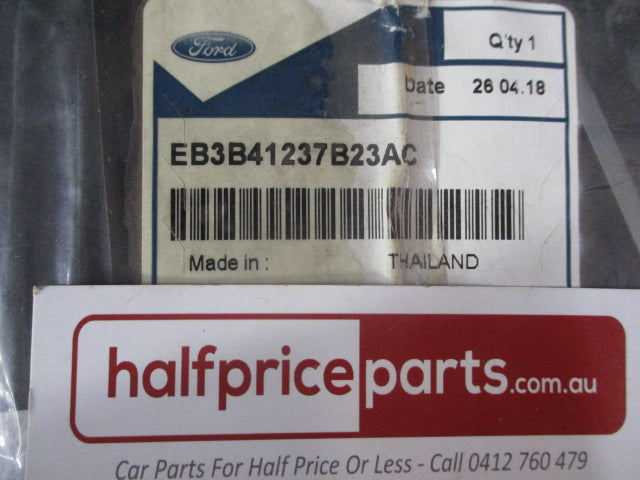 Ford
Q'ty 1
Date 26 04.18
EB3B41237B23AC
Made in : THAILAND
halfpriceparts.com.au
Car Parts For Half Price Or Less - Call 0412 760 479